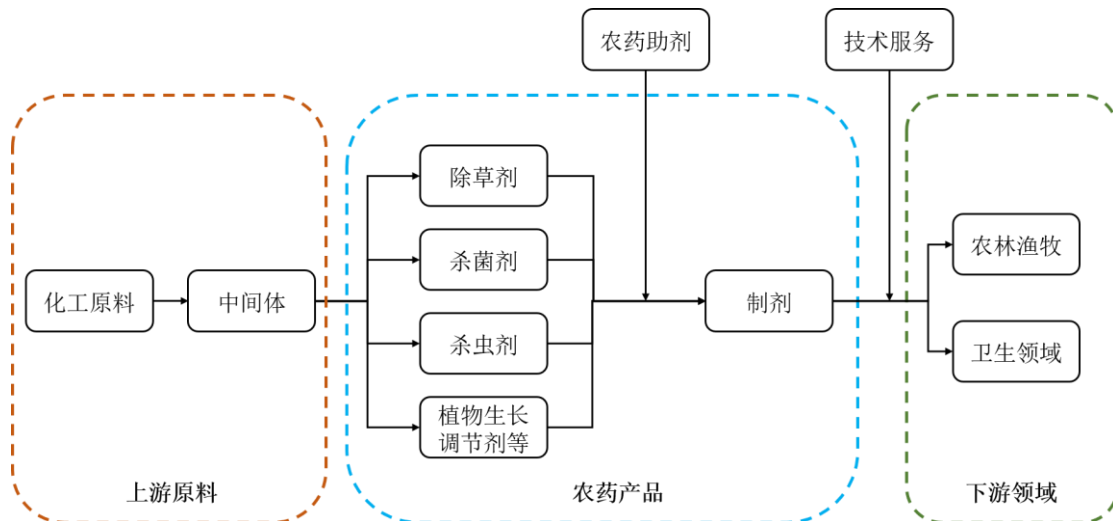 农药助剂
技术服务
除草剂
杀菌剂
农林渔牧
化工原料
中间体
制剂
杀虫剂
卫生领域
植物生长
调节剂等
上游原料
农药产品
下游领域